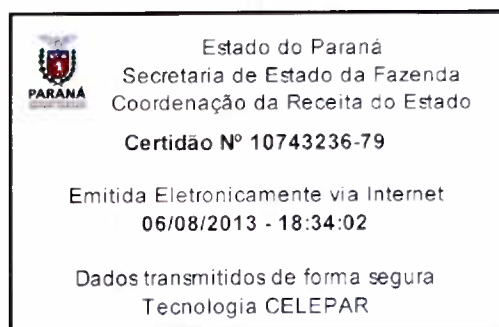 PARANÁ
Estado do Paraná
Secretaria de Estado da Fazenda
Coordenação da Receita do Estado
Certidão Nº 10743236-79
Emitida Eletronicamente via Internet
06/08/2013 - 18:34:02
Dados transmitidos de forma segura
Tecnologia CELEPAR